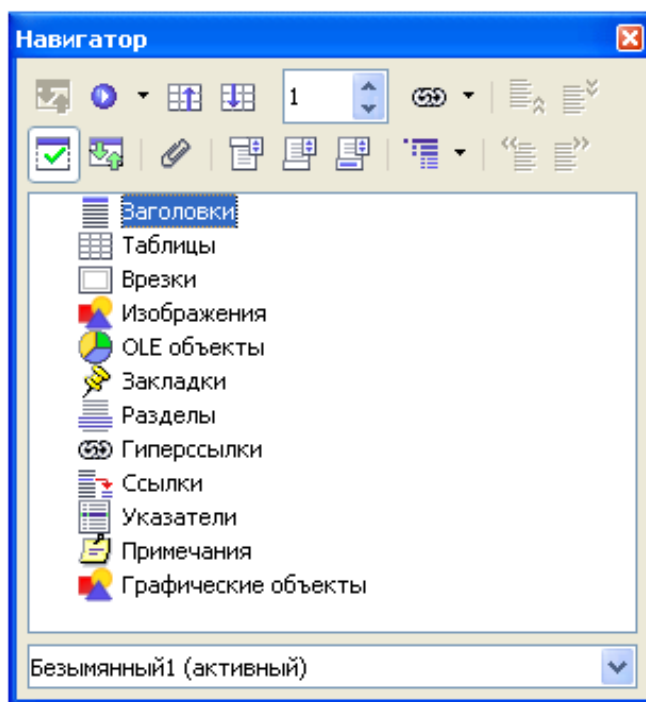 Навигатор
1
Заголовки
Таблицы
Врезки
Изображения
OLE объекты
Закладки
Разделы
Гиперссылки
Ссылки
Указатели
Примечания
Графические объекты
Безымянный1 (активный)